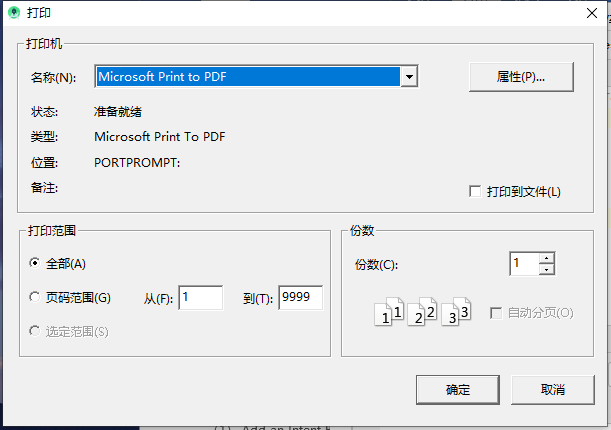 打印
打印机
名称(N):
Microsoft Print to PDF
属性(P)...
状态:
准备就绪
类型:
Microsoft Print To PDF
位置:
PORTPROMPT:
备注:
打印到文件(L)
打印范围
全部(A)
页码范围(G)
从(F):
1
到(T):
9999
选定范围(S)
份数
份数(C):
1
1 1 2 2 3 3
自动分页(O)
确定
取消